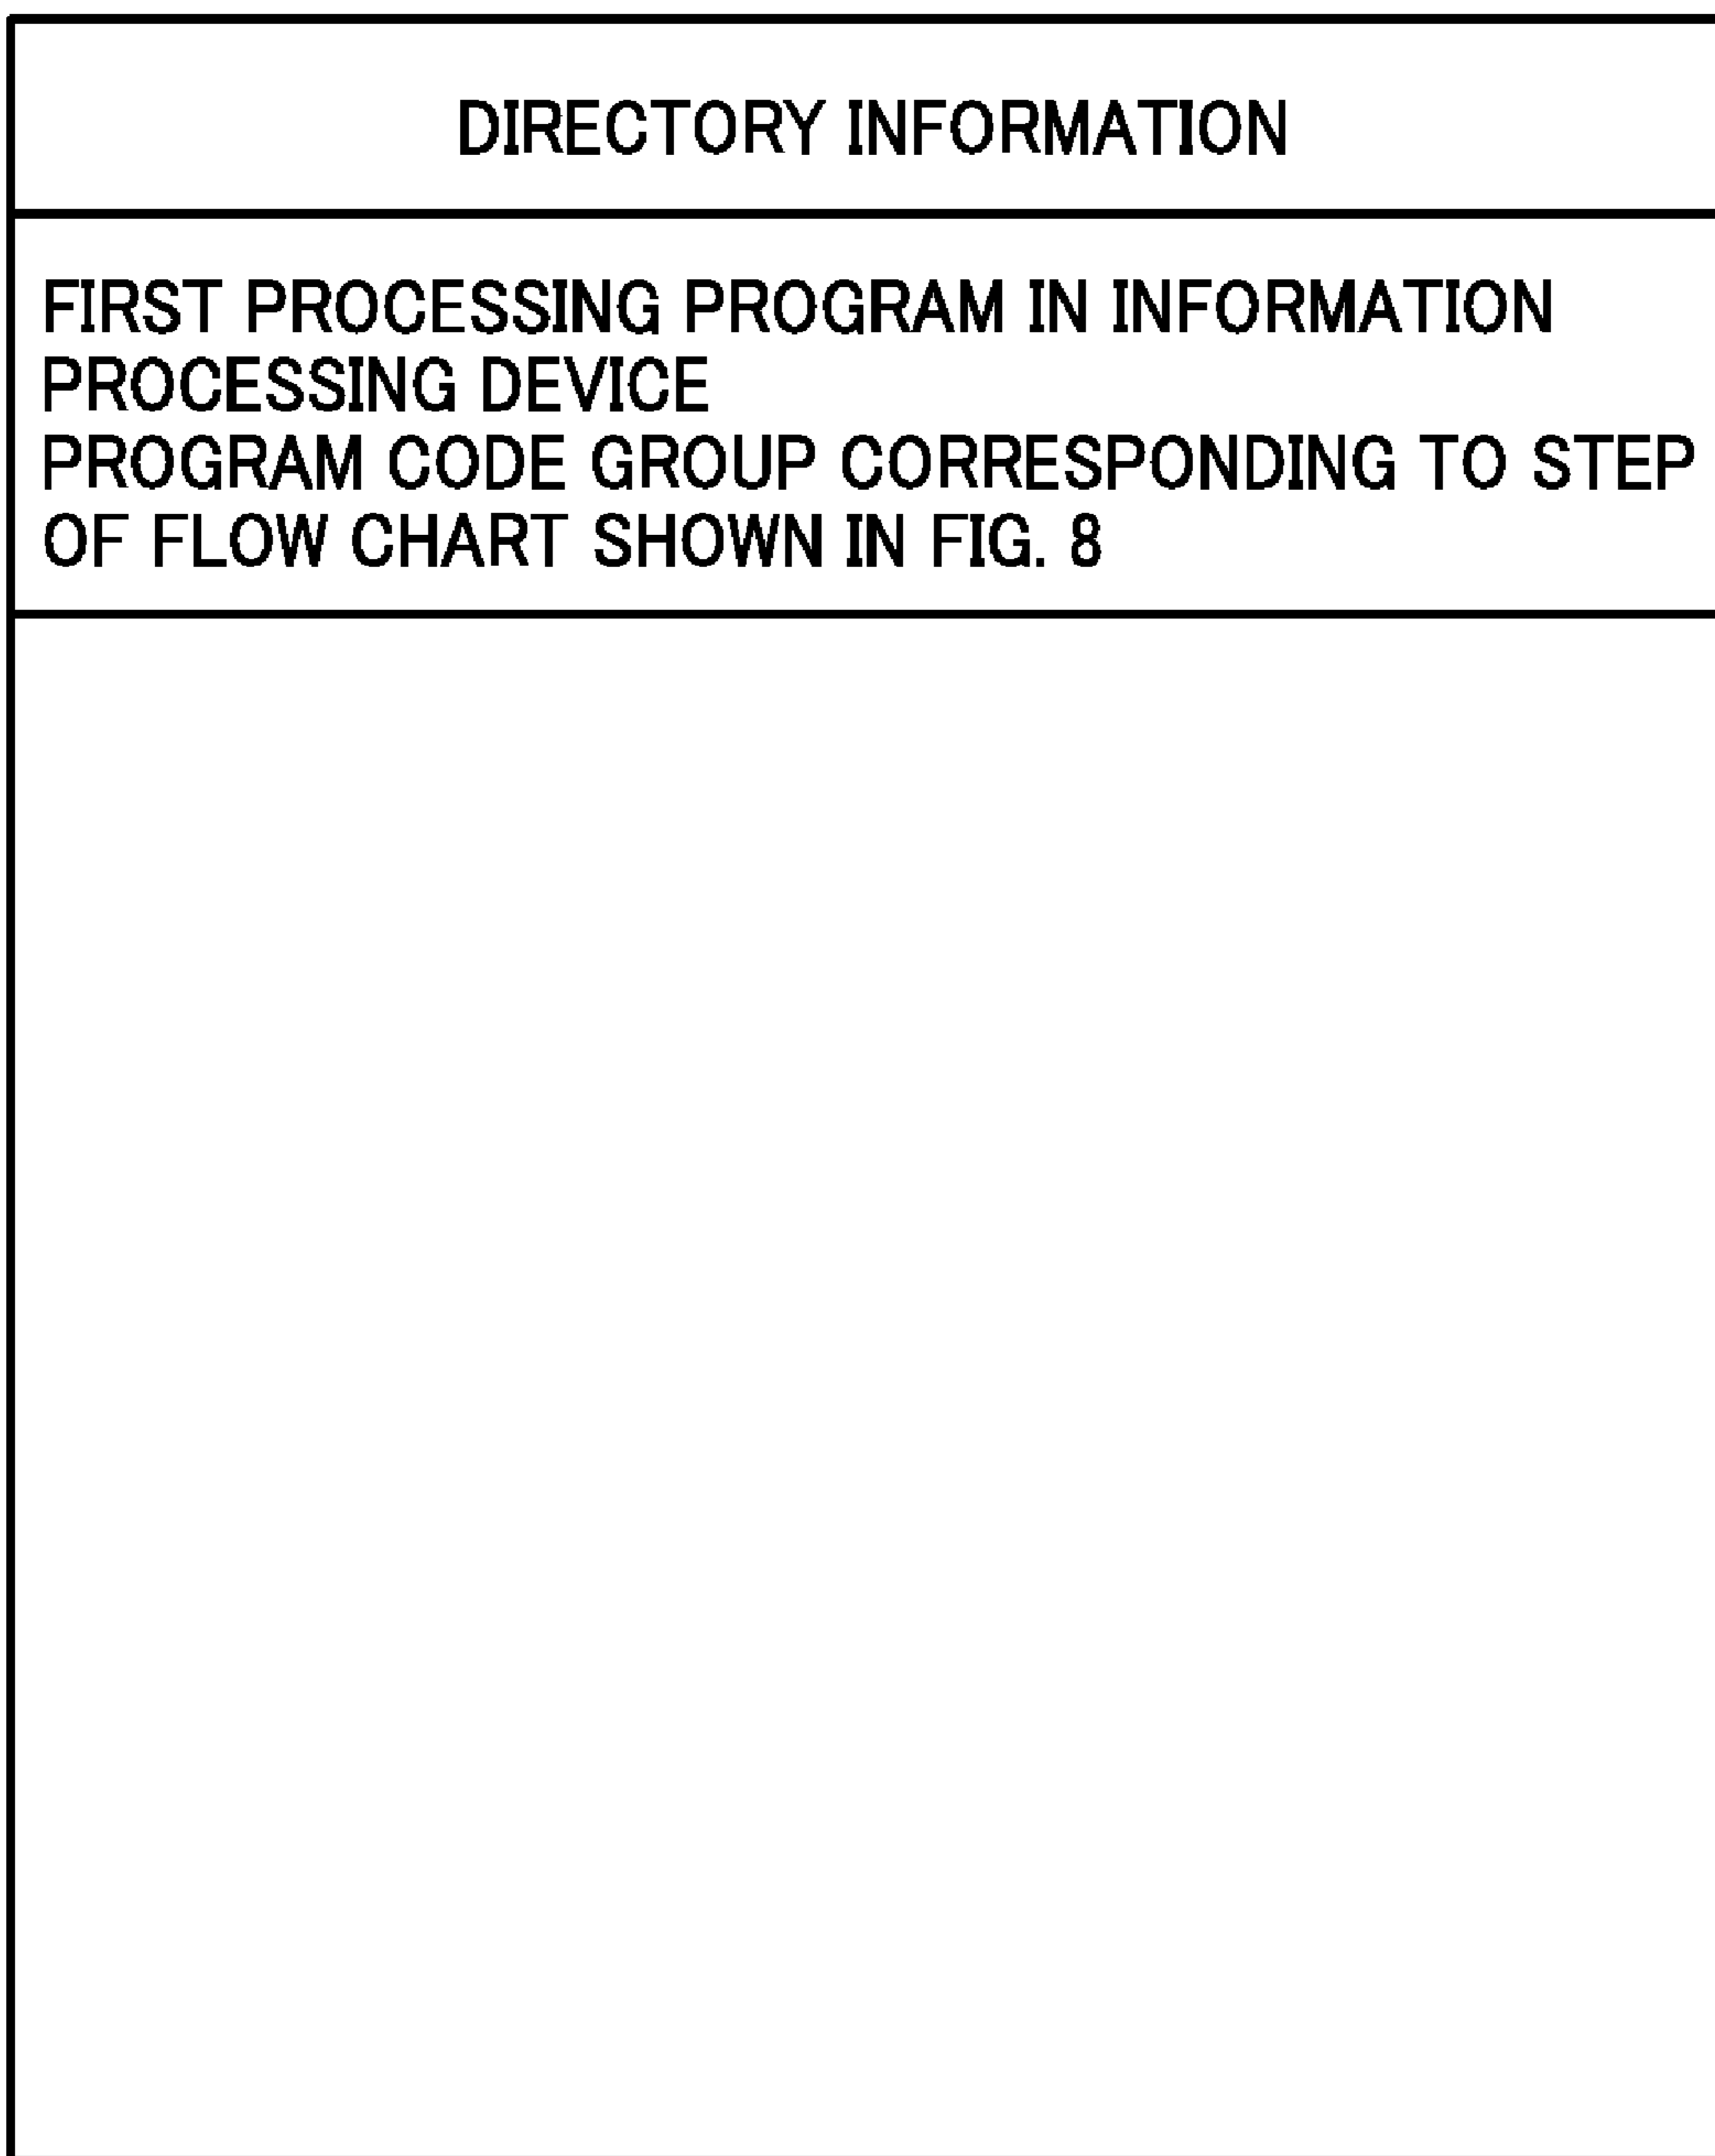 DIRECTORY INFORMATION
FIRST PROCESSING PROGRAM IN INFORMATION
PROCESSING DEVICE
PROGRAM CODE GROUP CORRESPONDING TO STEP
OF FLOW CHART SHOWN IN FIG. 8